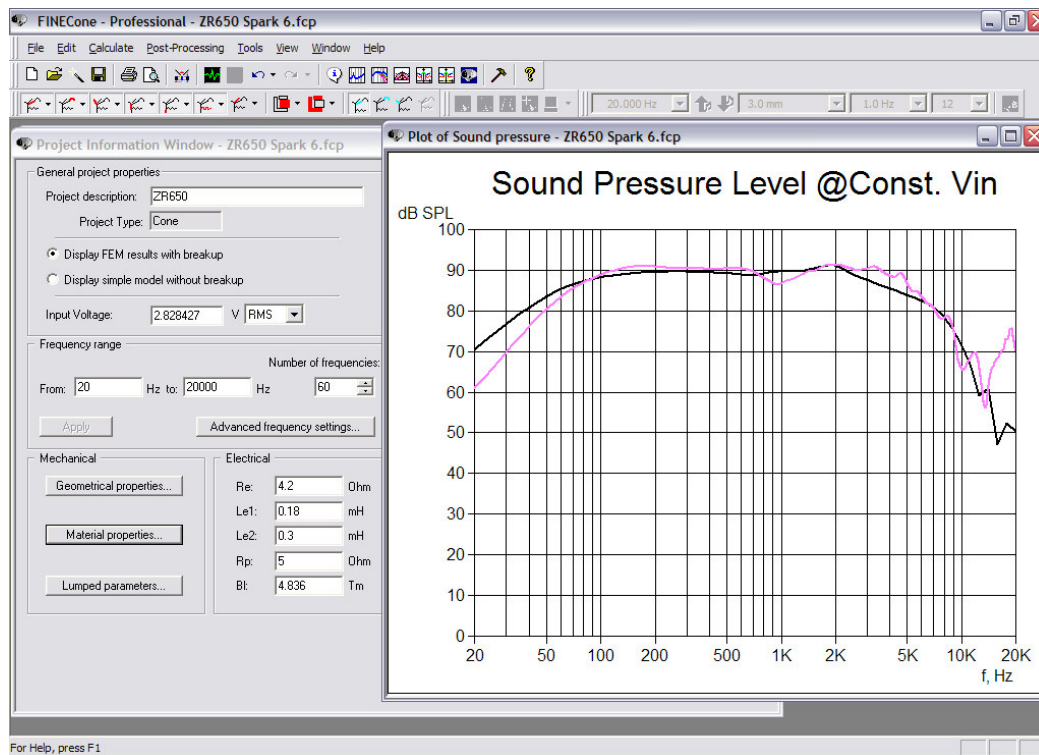 FINECone - Professional - ZR650 Spark 6.fcp
File Edit Calculate Post-Processing Tools View Window Help
20.000 Hz 3.0 mm 1.0 Hz 12
Project Information Window - ZR650 Spark 6.fcp
General project properties
Project description: ZR650
Project Type: Cone
Display FEM results with breakup
Display simple model without breakup
Input Voltage: 2.828427 V RMS
Frequency range
Number of frequencies:
From: 20 Hz to: 20000 Hz 60
Apply Advanced frequency settings...
Mechanical
Geometrical properties...
Material properties...
Lumped parameters...
Electrical
Re: 4.2 Ohm
Le1: 0.18 mH
Le2: 0.3 mH
Rp: 5 Ohm
Bl: 4.836 Tm
Plot of Sound pressure - ZR650 Spark 6.fcp
Sound Pressure Level @Const. Vin
dB SPL
100
90
80
70
60
50
40
30
20
10
0
20 50 100 200 500 1K 2K 5K 10K 20K
f, Hz
For Help, press F1